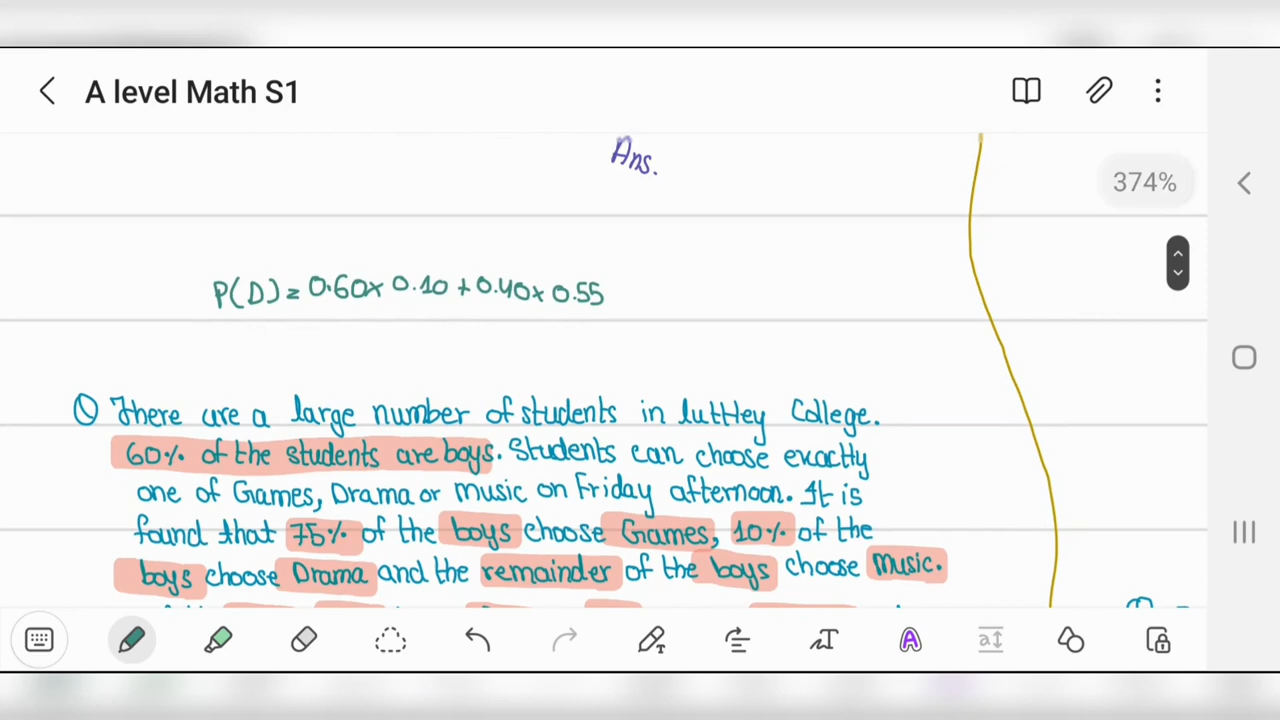 A level Math S1
Ans.
374%
P(D) = 0.60 x 0.10 + 0.40 x 0.55
Q There are a large number of students in luttley College.
60% of the students are boys. Students can choose exactly
one of Games, Drama or Music on Friday afternoon. It is
found that 75% of the boys choose Games, 10% of the
boys choose Drama and the remainder of the boys choose Music.